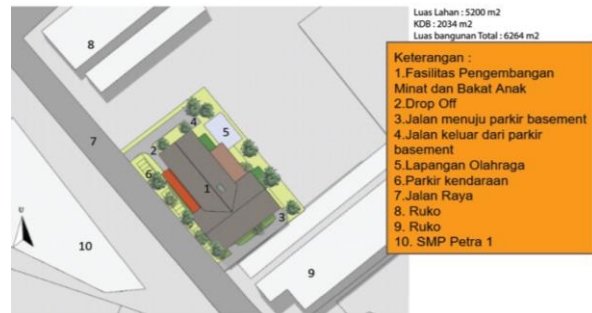 Luas Lahan : 5200 m2
KDB : 2034 m2
Luas bangunan Total : 6264 m2
Keterangan :
1.Fasilitas Pengembangan
Minat dan Bakat Anak
2.Drop Off
3.Jalan menuju parkir basement
4.Jalan keluar dari parkir
basement
5.Lapangan Olahraga
6.Parkir kendaraan
7.Jalan Raya
8. Ruko
9. Ruko
10. SMP Petra 1
8
4
5
7
2
6
1
3
10
9